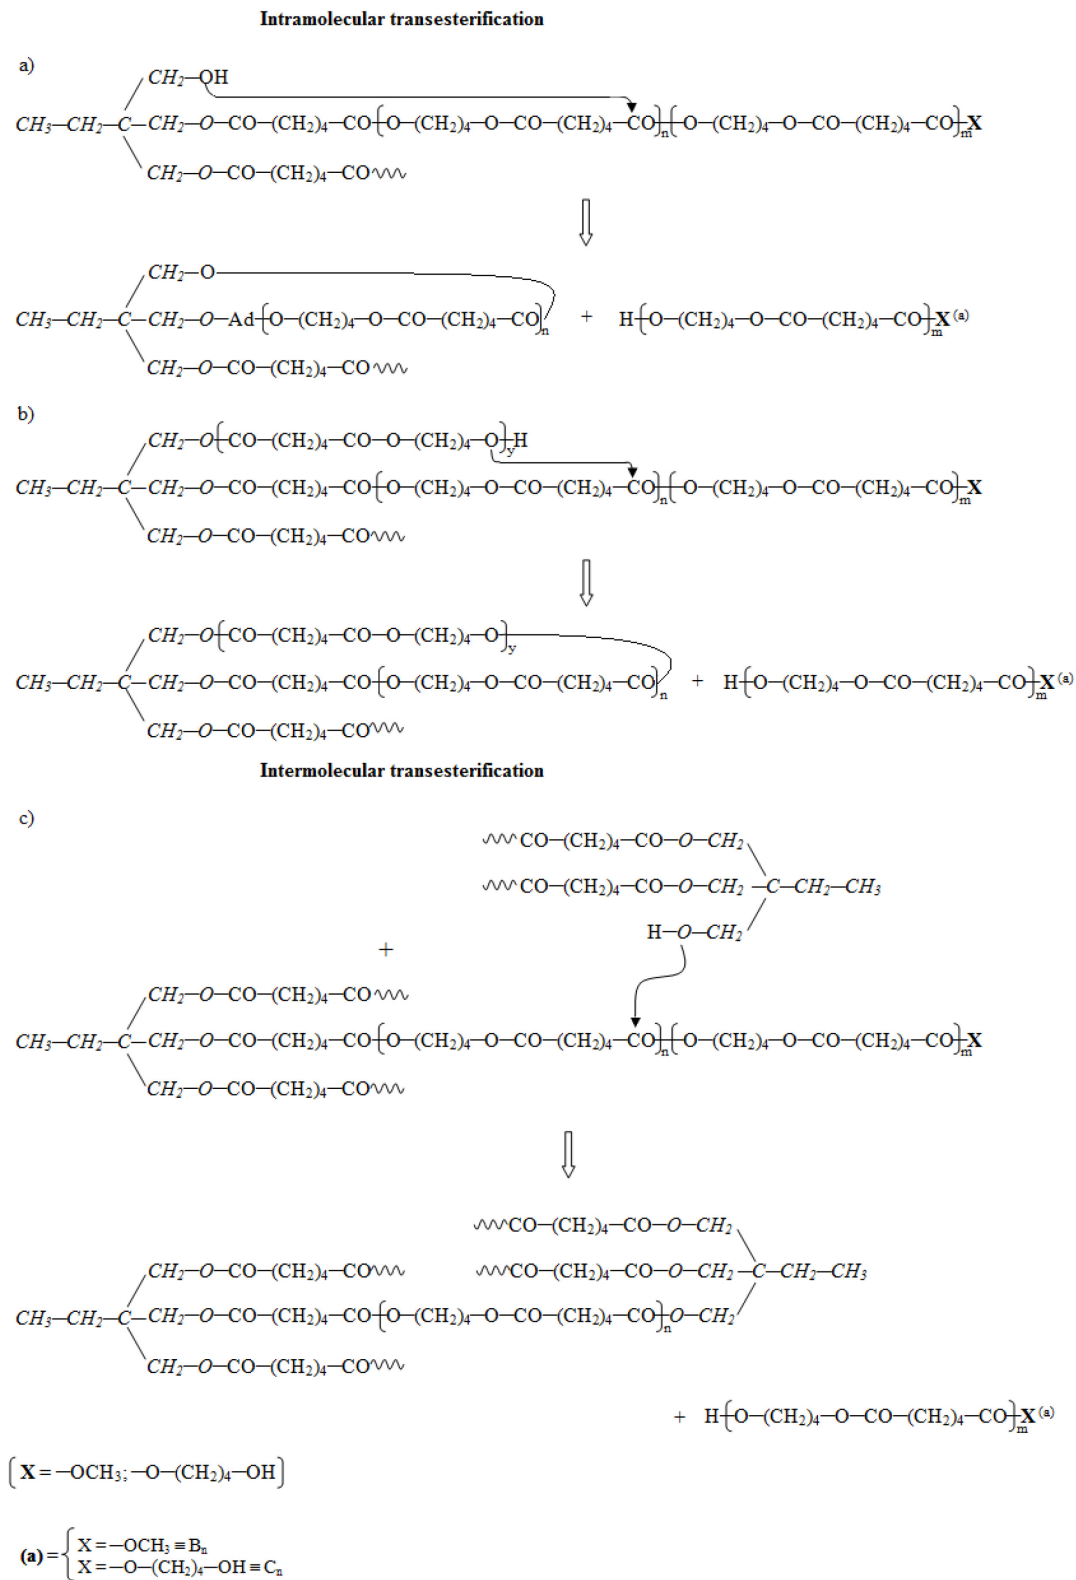 Intramolecular transesterification
a)
CH₂–OH
CH₃–CH₂–C–CH₂–O–CO–(CH₂)₄–CO[O–(CH₂)₄–O–CO–(CH₂)₄–CO]ₙ[O–(CH₂)₄–O–CO–(CH₂)₄–CO]ₘX
CH₂–O–CO–(CH₂)₄–CO
CH₂–O
CH₃–CH₂–C–CH₂–O–Ad[O–(CH₂)₄–O–CO–(CH₂)₄–CO]ₙ + H[O–(CH₂)₄–O–CO–(CH₂)₄–CO]ₘX⁽ᵃ⁾
CH₂–O–CO–(CH₂)₄–CO
b)
CH₂–O[CO–(CH₂)₄–CO–O–(CH₂)₄–O]yH
CH₃–CH₂–C–CH₂–O–CO–(CH₂)₄–CO[O–(CH₂)₄–O–CO–(CH₂)₄–CO]ₙ[O–(CH₂)₄–O–CO–(CH₂)₄–CO]ₘX
CH₂–O–CO–(CH₂)₄–CO
CH₂–O[CO–(CH₂)₄–CO–O–(CH₂)₄–O]y
CH₃–CH₂–C–CH₂–O–CO–(CH₂)₄–CO[O–(CH₂)₄–O–CO–(CH₂)₄–CO]ₙ + H[O–(CH₂)₄–O–CO–(CH₂)₄–CO]ₘX⁽ᵃ⁾
CH₂–O–CO–(CH₂)₄–CO
Intermolecular transesterification
c)
CO–(CH₂)₄–CO–O–CH₂
CO–(CH₂)₄–CO–O–CH₂–C–CH₂–CH₃
H–O–CH₂
+
CH₂–O–CO–(CH₂)₄–CO
CH₃–CH₂–C–CH₂–O–CO–(CH₂)₄–CO[O–(CH₂)₄–O–CO–(CH₂)₄–CO]ₙ[O–(CH₂)₄–O–CO–(CH₂)₄–CO]ₘX
CH₂–O–CO–(CH₂)₄–CO
CO–(CH₂)₄–CO–O–CH₂
CH₂–O–CO–(CH₂)₄–CO CO–(CH₂)₄–CO–O–CH₂–C–CH₂–CH₃
CH₃–CH₂–C–CH₂–O–CO–(CH₂)₄–CO[O–(CH₂)₄–O–CO–(CH₂)₄–CO]ₙO–CH₂
CH₂–O–CO–(CH₂)₄–CO
+ H[O–(CH₂)₄–O–CO–(CH₂)₄–CO]ₘX⁽ᵃ⁾
[X = –OCH₃; –O–(CH₂)₄–OH]
(a) = { X = –OCH₃ ≡ Bₙ
X = –O–(CH₂)₄–OH ≡ Cₙ